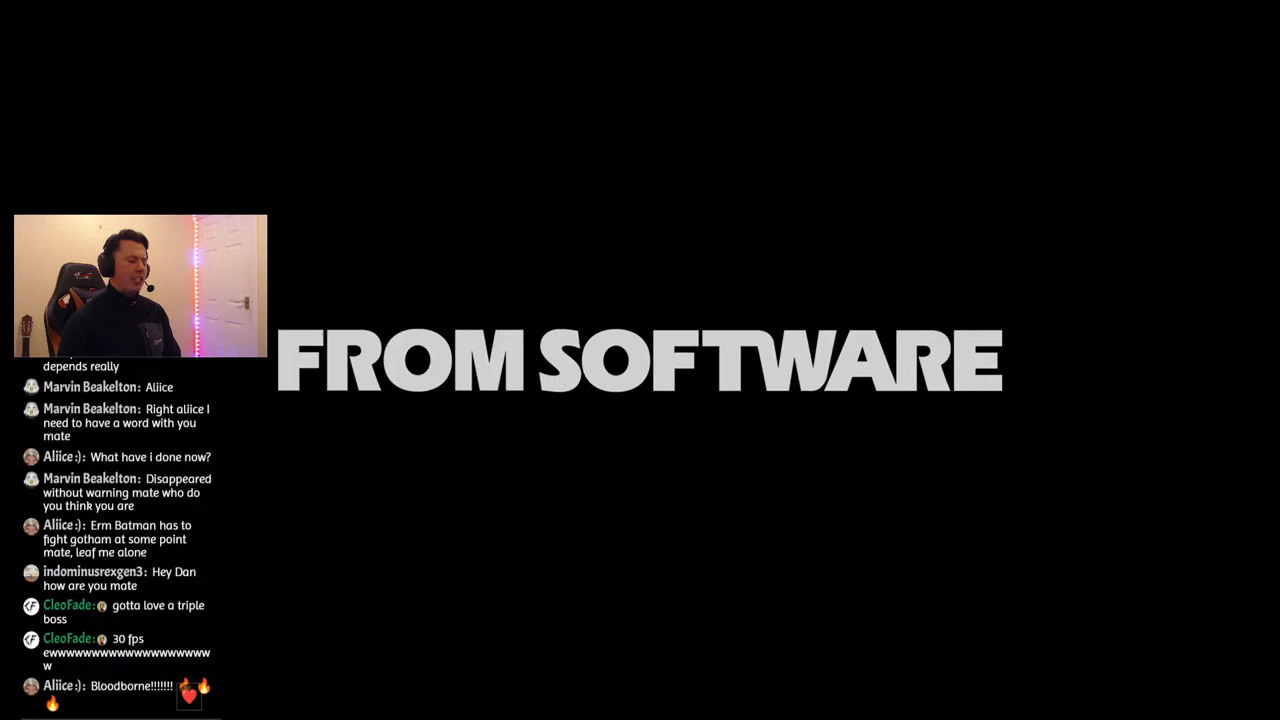 FROM SOFTWARE
depends really
Marvin Beakelton: Aliice
Marvin Beakelton: Right aliice I
need to have a word with you
mate
Aliice :): What have i done now?
Marvin Beakelton: Disappeared
without warning mate who do
you think you are
Aliice :): Erm Batman has to
fight gotham at some point
mate, leaf me alone
indominusrexgen3: Hey Dan
how are you mate
CleoFade: gotta love a triple
boss
CleoFade: 30 fps
ewwwwwwwwwwwwwwwwwww
w
Aliice :): Bloodborne!!!!!!!